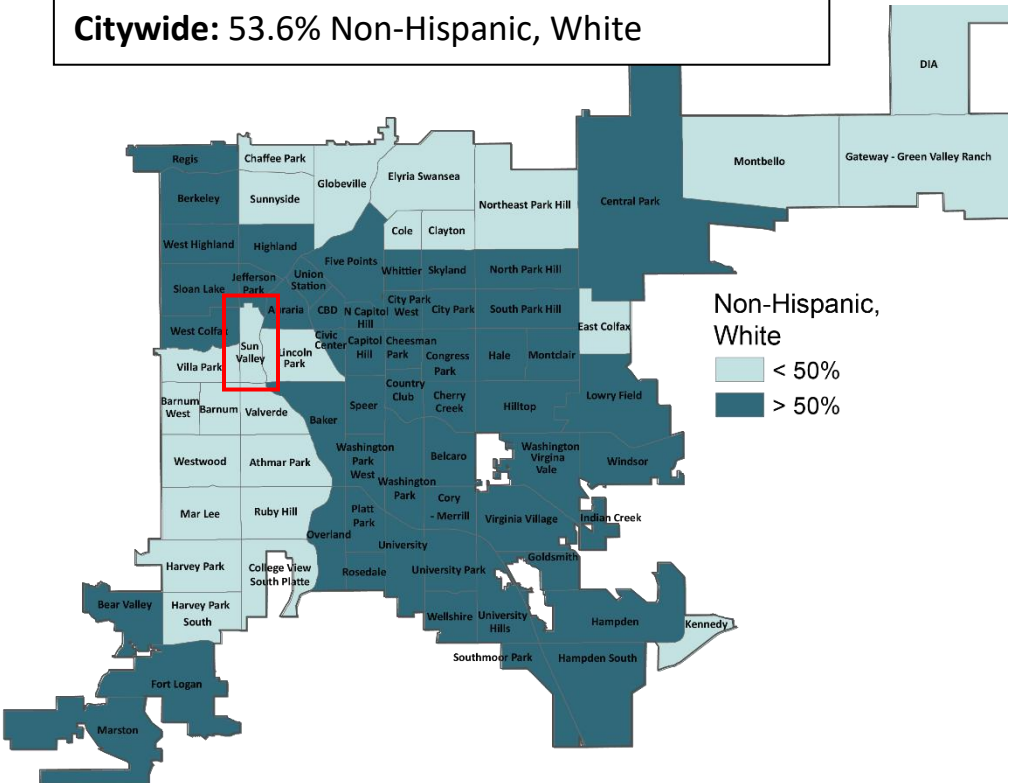 Citywide: 53.6% Non-Hispanic, White
DIA
Regis
Chaffee Park
Globeville
Elyria Swansea
Montbello
Gateway - Green Valley Ranch
Berkeley
Sunnyside
Northeast Park Hill
Central Park
Cole
Clayton
West Highland
Highland
Five Points
Whittier
Skyland
North Park Hill
Sloan Lake
Jefferson
Park
Union
Station
Auraria
CBD
N Capitol
Hill
City Park
West
City Park
South Park Hill
Non-Hispanic,
White
< 50%
> 50%
West Colfax
Sun
Valley
Lincoln
Park
Civic
Center
Capitol
Hill
Cheesman
Park
Congress
Park
Hale
Montclair
East Colfax
Villa Park
Country
Club
Cherry
Creek
Hilltop
Lowry Field
Barnum
West
Barnum
Valverde
Baker
Speer
Westwood
Athmar Park
Washington
Park
West
Washington
Park
Belcaro
Washington
Virgina
Vale
Windsor
Mar Lee
Ruby Hill
Overland
Platt
Park
Cory
- Merrill
Virginia Village
Indian Creek
University
Harvey Park
College View
South Platte
Rosedale
University Park
Goldsmith
Bear Valley
Harvey Park
South
Wellshire
University
Hills
Hampden
Kennedy
Southmoor Park
Hampden South
Fort Logan
Marston